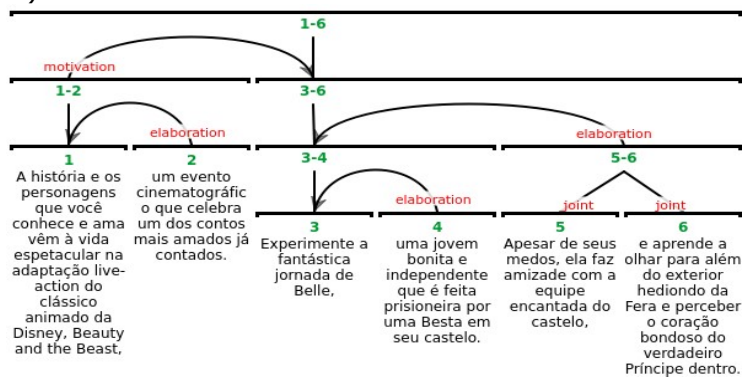 1-6
motivation
1-2
3-6
elaboration
elaboration
1
2
3-4
5-6
A história e os
personagens
que você
conhece e ama
vêm à vida
espetacular na
adaptação live-
action do
clássico
animado da
Disney, Beauty
and the Beast,
um evento
cinematográfic
o que celebra
um dos contos
mais amados já
contados.
elaboration
joint
joint
3
4
5
6
Experimente a
fantástica
jornada de
Belle,
uma jovem
bonita e
independente
que é feita
prisioneira por
uma Besta em
seu castelo.
Apesar de seus
medos, ela faz
amizade com a
equipe
encantada do
castelo,
e aprende a
olhar para além
do exterior
hediondo da
Fera e perceber
o coração
bondoso do
verdadeiro
Príncipe dentro.